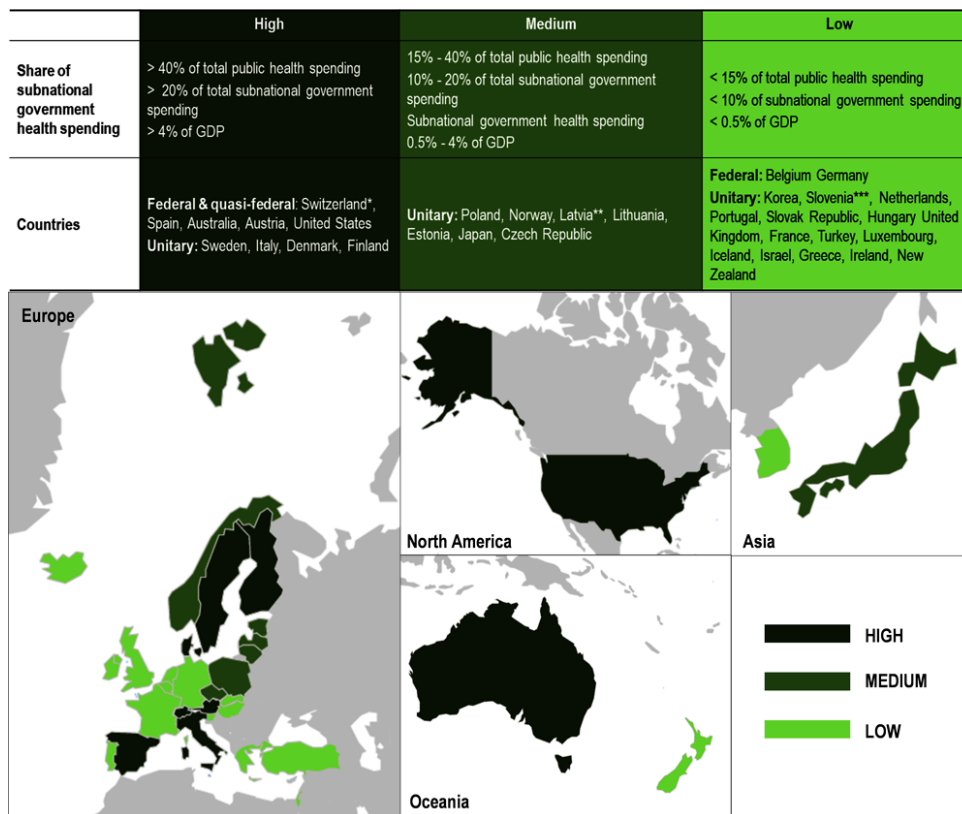 High
Medium
Low
Share of
subnational
government
health spending
> 40% of total public health spending
> 20% of total subnational government
spending
> 4% of GDP
15% - 40% of total public health spending
10% - 20% of total subnational government
spending
Subnational government health spending
0.5% - 4% of GDP
< 15% of total public health spending
< 10% of subnational government spending
< 0.5% of GDP
Countries
Federal & quasi-federal: Switzerland*,
Spain, Australia, Austria, United States
Unitary: Sweden, Italy, Denmark, Finland
Unitary: Poland, Norway, Latvia**, Lithuania,
Estonia, Japan, Czech Republic
Federal: Belgium Germany
Unitary: Korea, Slovenia***, Netherlands,
Portugal, Slovak Republic, Hungary United
Kingdom, France, Turkey, Luxembourg,
Iceland, Israel, Greece, Ireland, New
Zealand
Europe
North America
Asia
Oceania
HIGH
MEDIUM
LOW